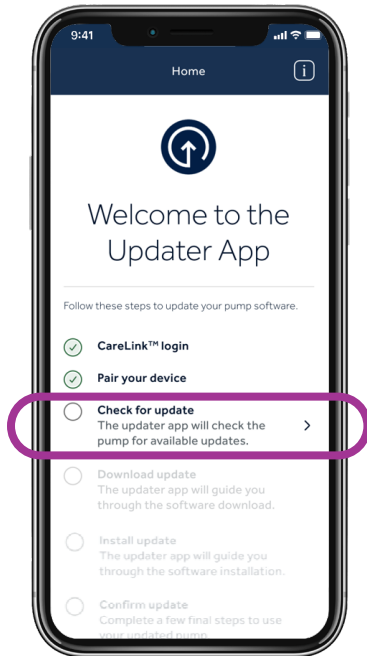 9:41
Home
i
Welcome to the
Updater App
Follow these steps to update your pump software.
CareLink™ login
Pair your device
Check for update
The updater app will check the
pump for available updates.
Download update
The updater app will guide you
through the software download.
Install update
The updater app will guide you
through the software installation.
Confirm update
Complete a few final steps to use
your updated pump